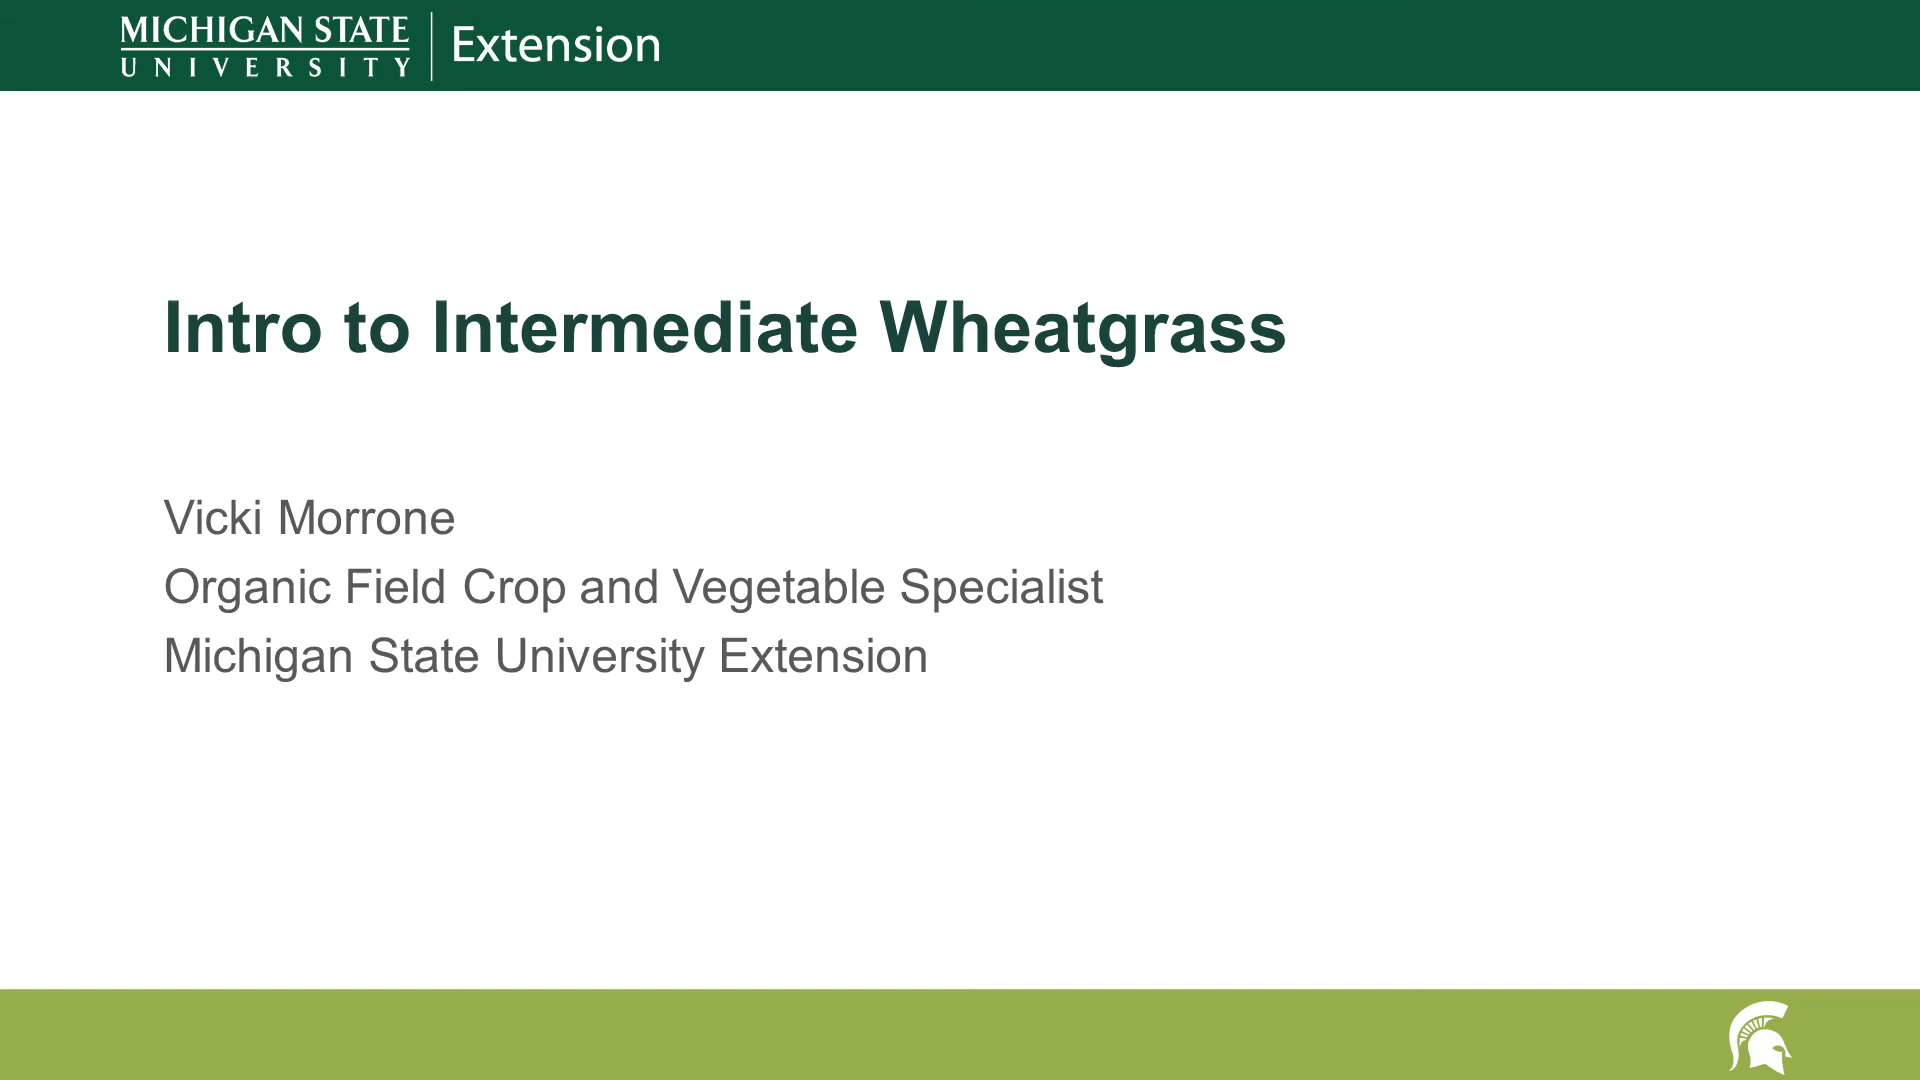 MICHIGAN STATE
UNIVERSITY
Extension
Intro to Intermediate Wheatgrass
Vicki Morrone
Organic Field Crop and Vegetable Specialist
Michigan State University Extension